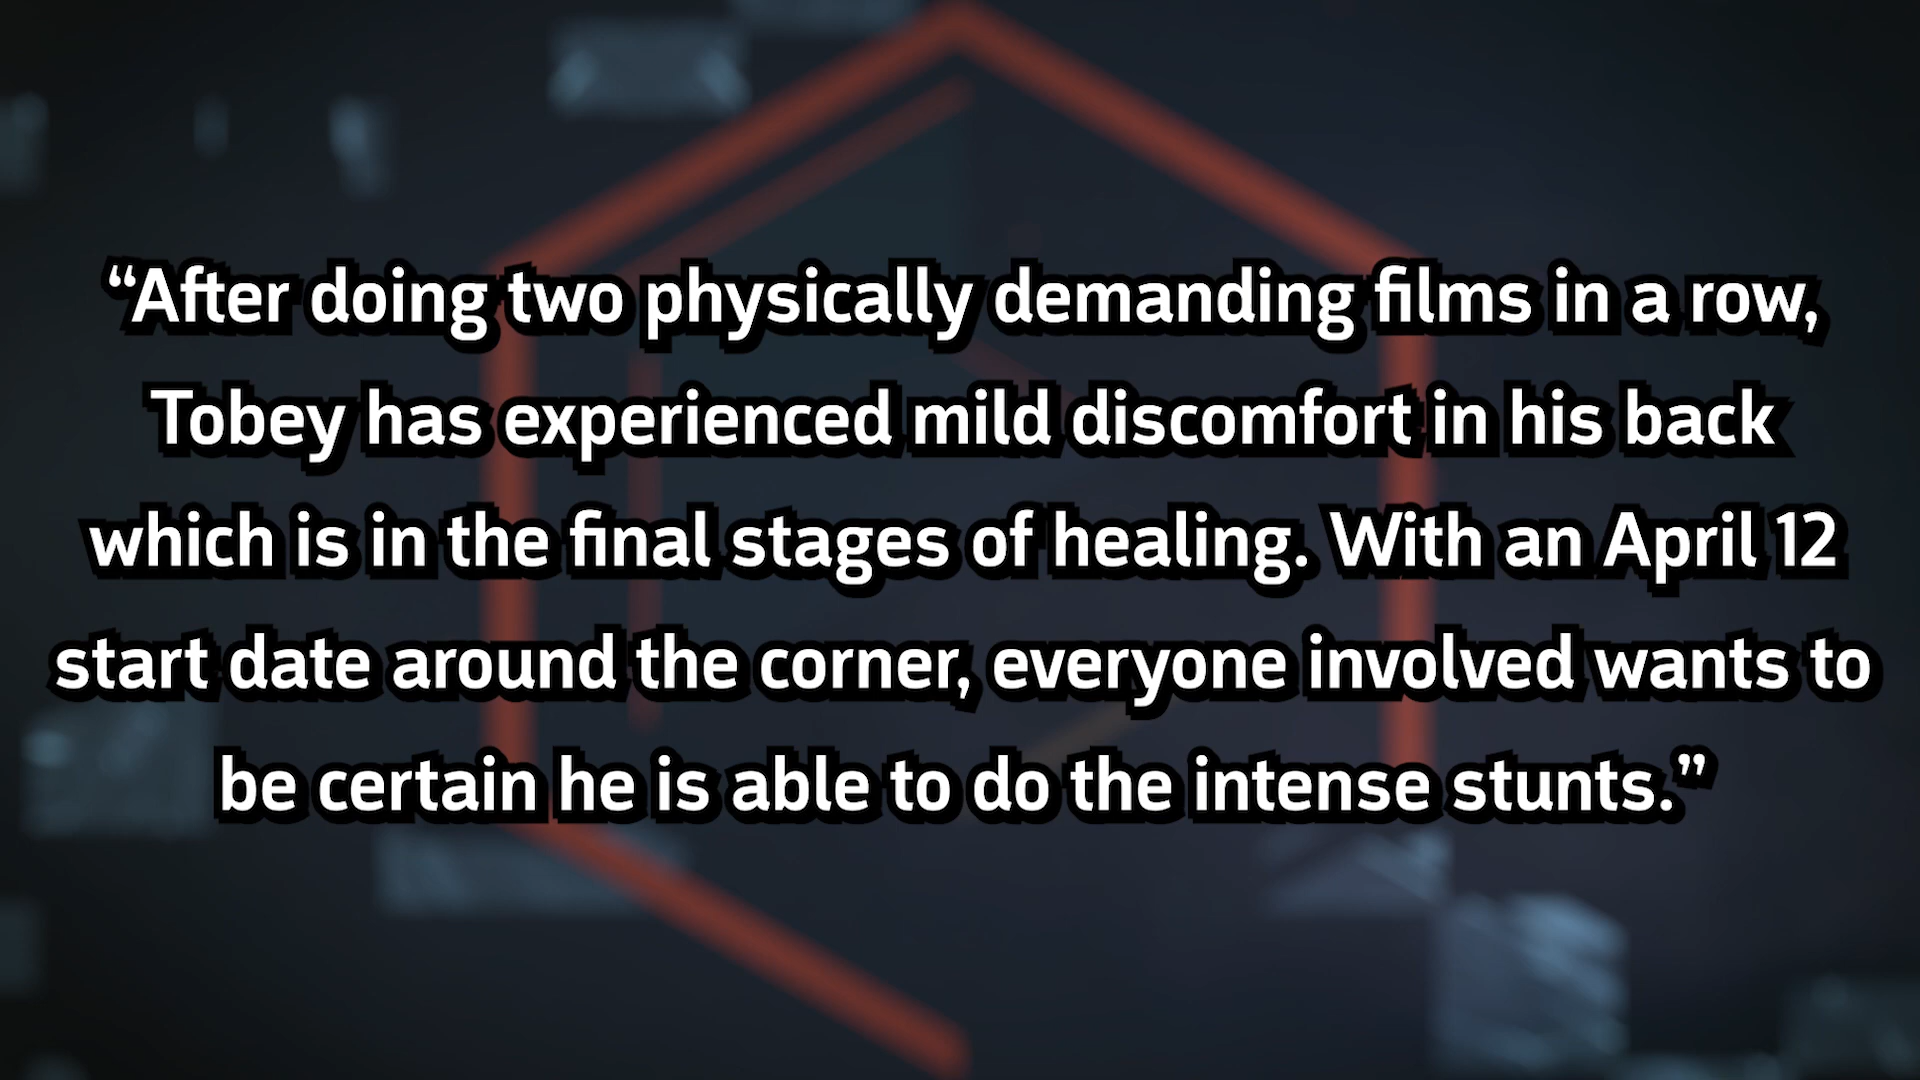 “After doing two physically demanding films in a row,
Tobey has experienced mild discomfort in his back
which is in the final stages of healing. With an April 12
start date around the corner, everyone involved wants to
be certain he is able to do the intense stunts.”